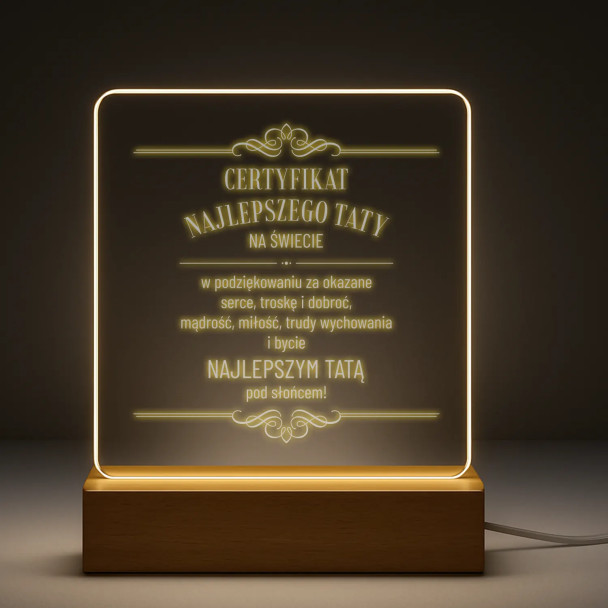 CERTYFIKAT
NAJLEPSZEGO TATY
NA ŚWIECIE
w podziękowaniu za okazane
serce, troskę i dobroć,
mądrość, miłość, trudy wychowania
i bycie
NAJLEPSZYM TATĄ
pod słońcem!